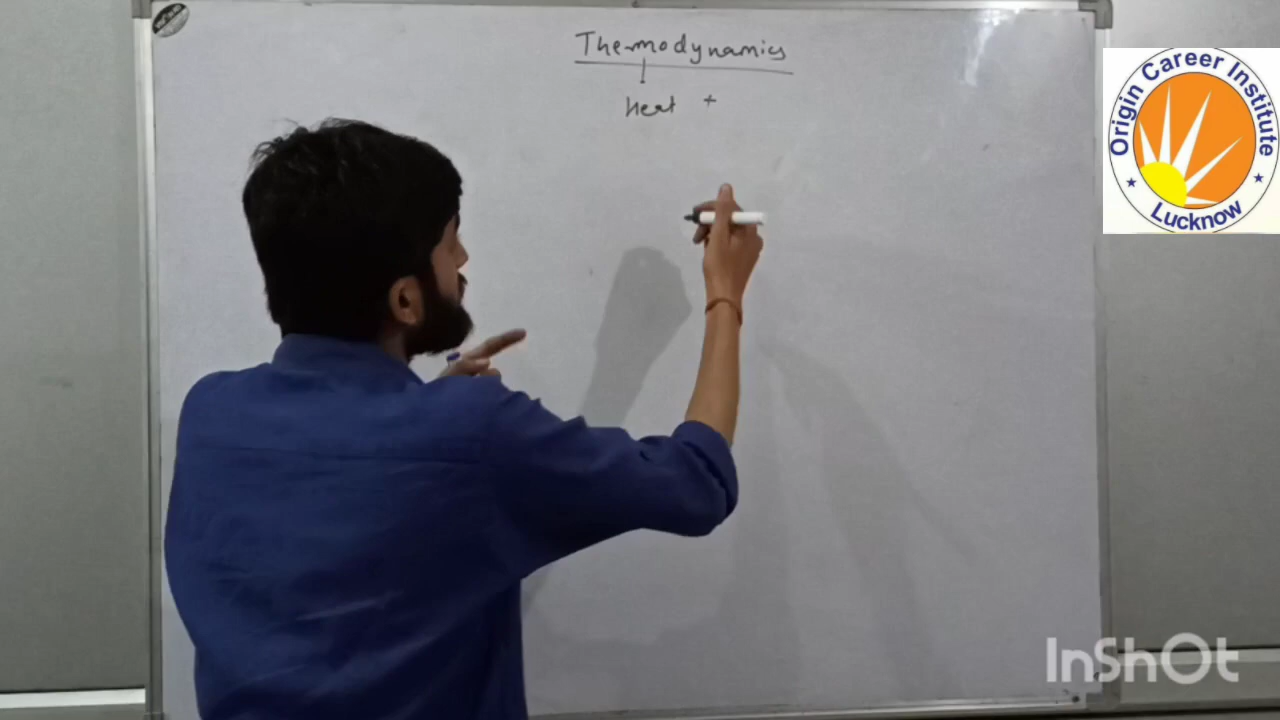 Thermodynamics
Heat +
Origin Career Institute
Lucknow
InShOt